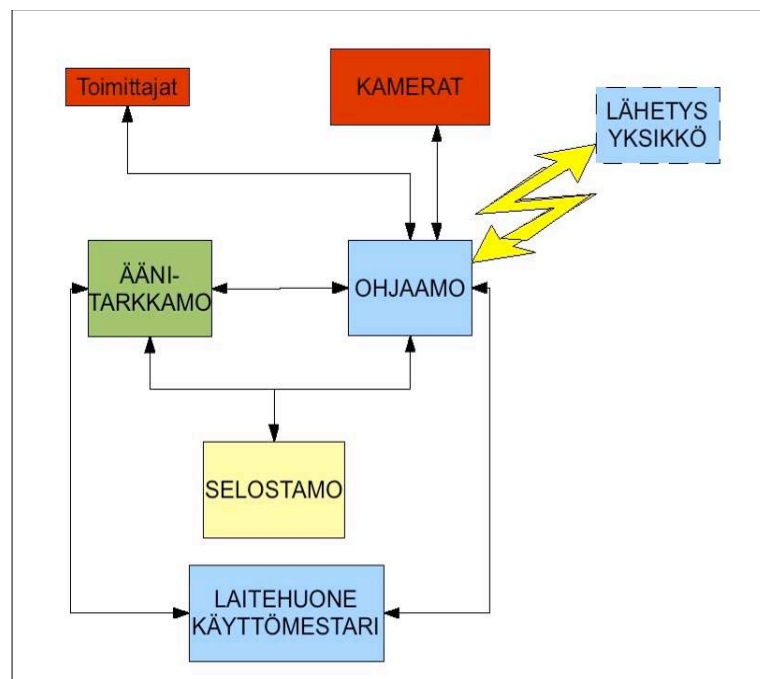 Toimittajat
KAMERAT
LÄHETYS
YKSIKKÖ
ÄÄNI-
TARKKAMO
OHJAAMO
SELOSTAMO
LAITEHUONE
KÄYTTÖMESTARI